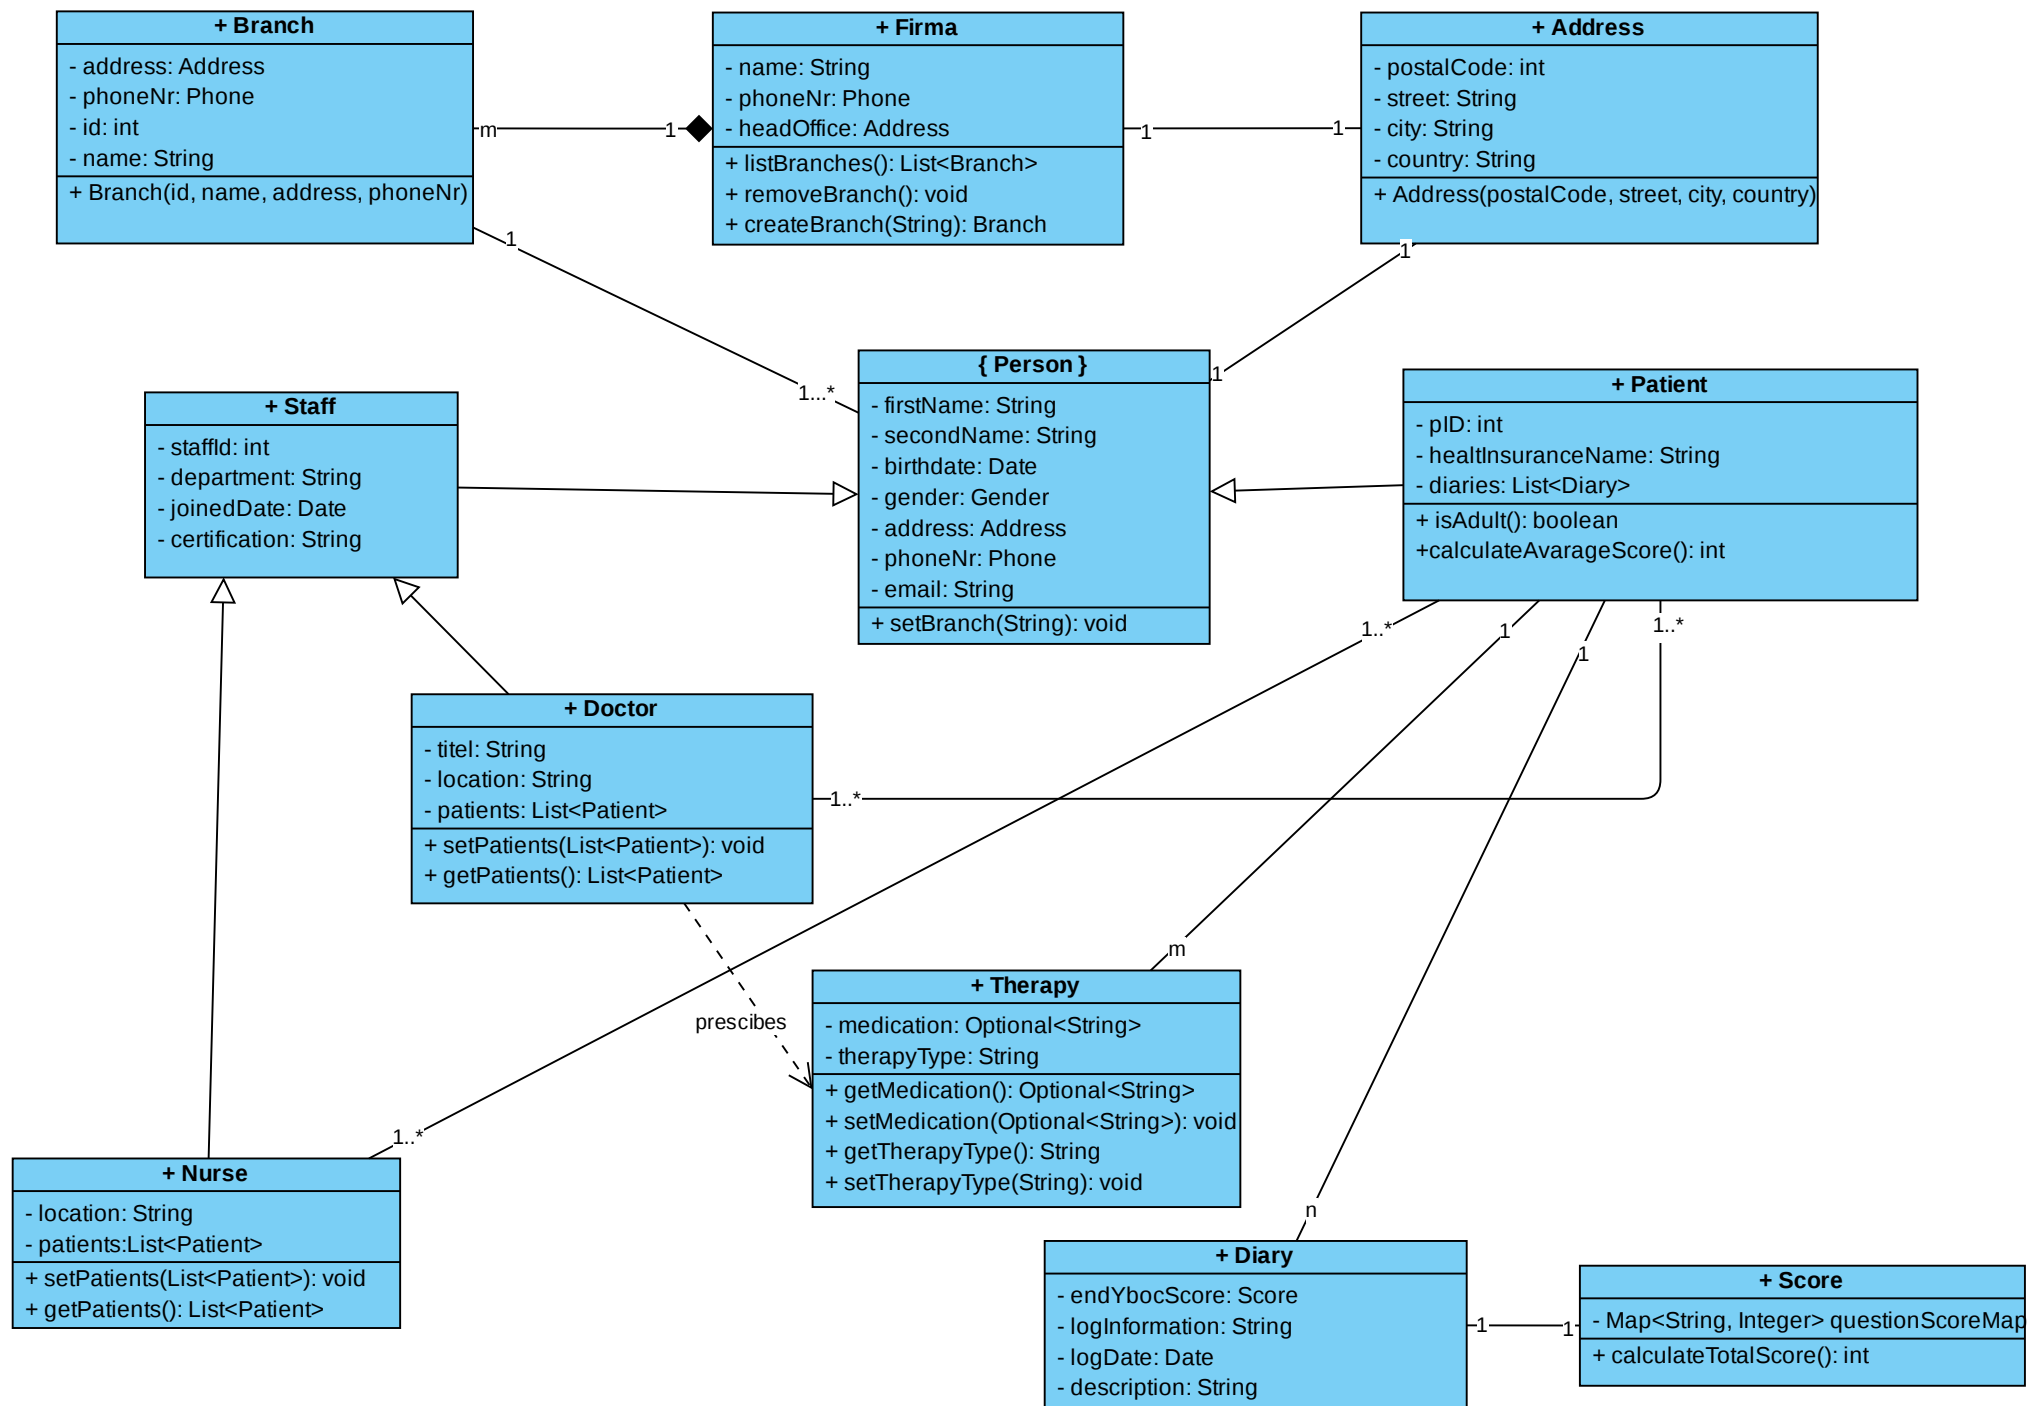 + Branch
- address: Address
- phoneNr: Phone
- id: int
- name: String
+ Branch(id, name, address, phoneNr)
m
1
+ Firma
- name: String
- phoneNr: Phone
- headOffice: Address
+ listBranches(): List<Branch>
+ removeBranch(): void
+ createBranch(String): Branch
1
1
+ Address
- postalCode: int
- street: String
- city: String
- country: String
+ Address(postalCode, street, city, country)
1
1...*
1
1
{ Person }
- firstName: String
- secondName: String
- birthdate: Date
- gender: Gender
- address: Address
- phoneNr: Phone
- email: String
+ setBranch(String): void
+ Staff
- staffId: int
- department: String
- joinedDate: Date
- certification: String
+ Patient
- pID: int
- healtInsuranceName: String
- diaries: List<Diary>
+ isAdult(): boolean
+calculateAvarageScore(): int
1..*
1
1
1..*
+ Doctor
- titel: String
- location: String
- patients: List<Patient>
+ setPatients(List<Patient>): void
+ getPatients(): List<Patient>
1..*
prescibes
m
+ Therapy
- medication: Optional<String>
- therapyType: String
+ getMedication(): Optional<String>
+ setMedication(Optional<String>): void
+ getTherapyType(): String
+ setTherapyType(String): void
1..*
+ Nurse
- location: String
- patients:List<Patient>
+ setPatients(List<Patient>): void
+ getPatients(): List<Patient>
n
+ Diary
- endYbocScore: Score
- logInformation: String
- logDate: Date
- description: String
1
1
+ Score
- Map<String, Integer> questionScoreMap
+ calculateTotalScore(): int